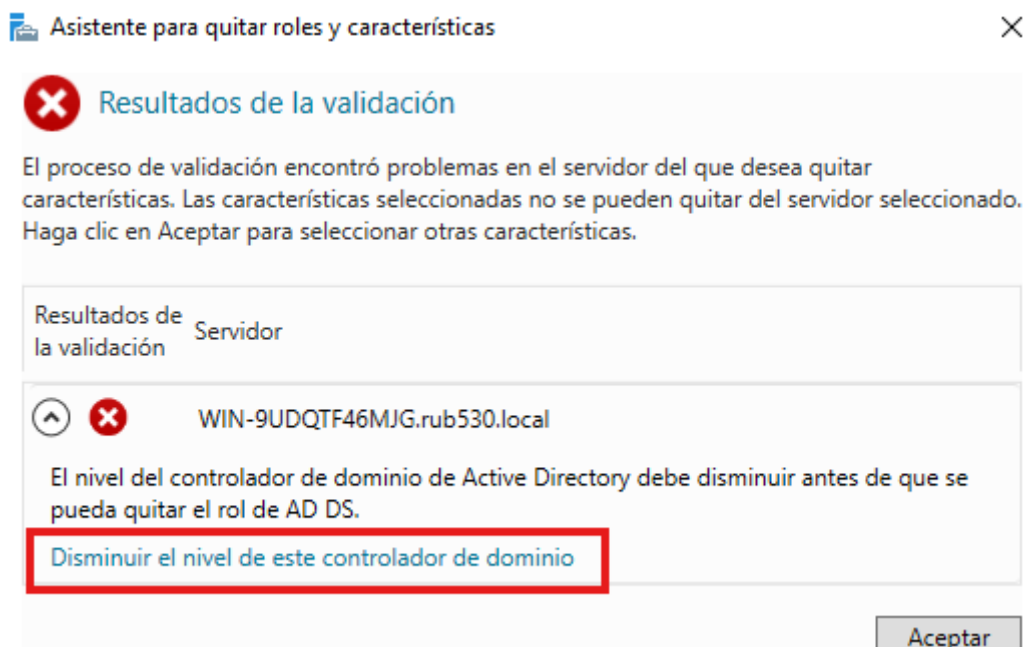 Asistente para quitar roles y características
Resultados de la validación
El proceso de validación encontró problemas en el servidor del que desea quitar
características. Las características seleccionadas no se pueden quitar del servidor seleccionado.
Haga clic en Aceptar para seleccionar otras características.
Resultados de
la validación
Servidor
WIN-9UDQTF46MJG.rub530.local
El nivel del controlador de dominio de Active Directory debe disminuir antes de que se
pueda quitar el rol de AD DS.
Disminuir el nivel de este controlador de dominio
Aceptar